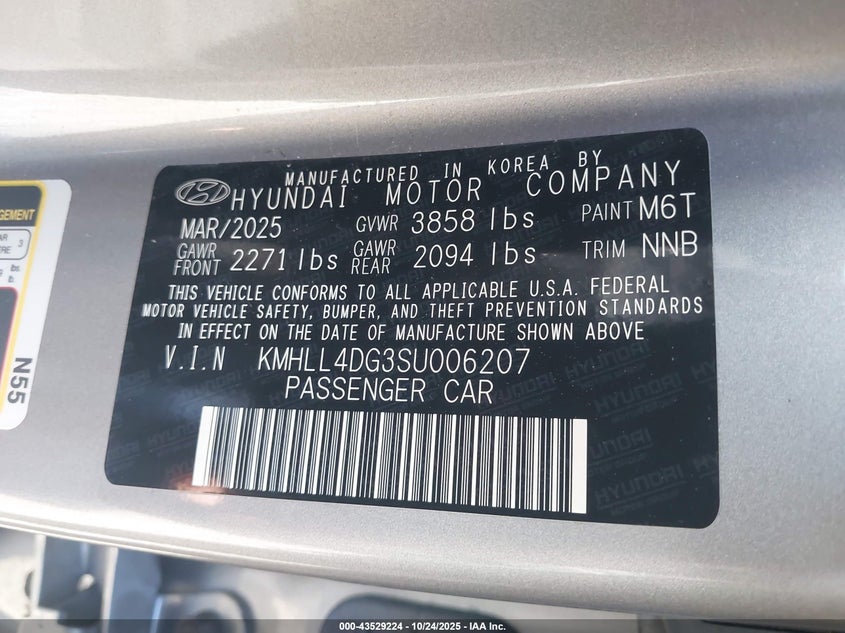 MANUFACTURED IN KOREA BY
HYUNDAI MOTOR COMPANY
MAR/2025 GVWR 3858 lbs PAINT M6T
GAWR FRONT 2271 lbs GAWR REAR 2094 lbs TRIM NNB
THIS VEHICLE CONFORMS TO ALL APPLICABLE U.S.A. FEDERAL
MOTOR VEHICLE SAFETY, BUMPER, AND THEFT PREVENTION STANDARDS
IN EFFECT ON THE DATE OF MANUFACTURE SHOWN ABOVE
V.I.N KMHLL4DG3SU006207
PASSENGER CAR
N55
000-43529224 - 10/24/2025 - IAA Inc.